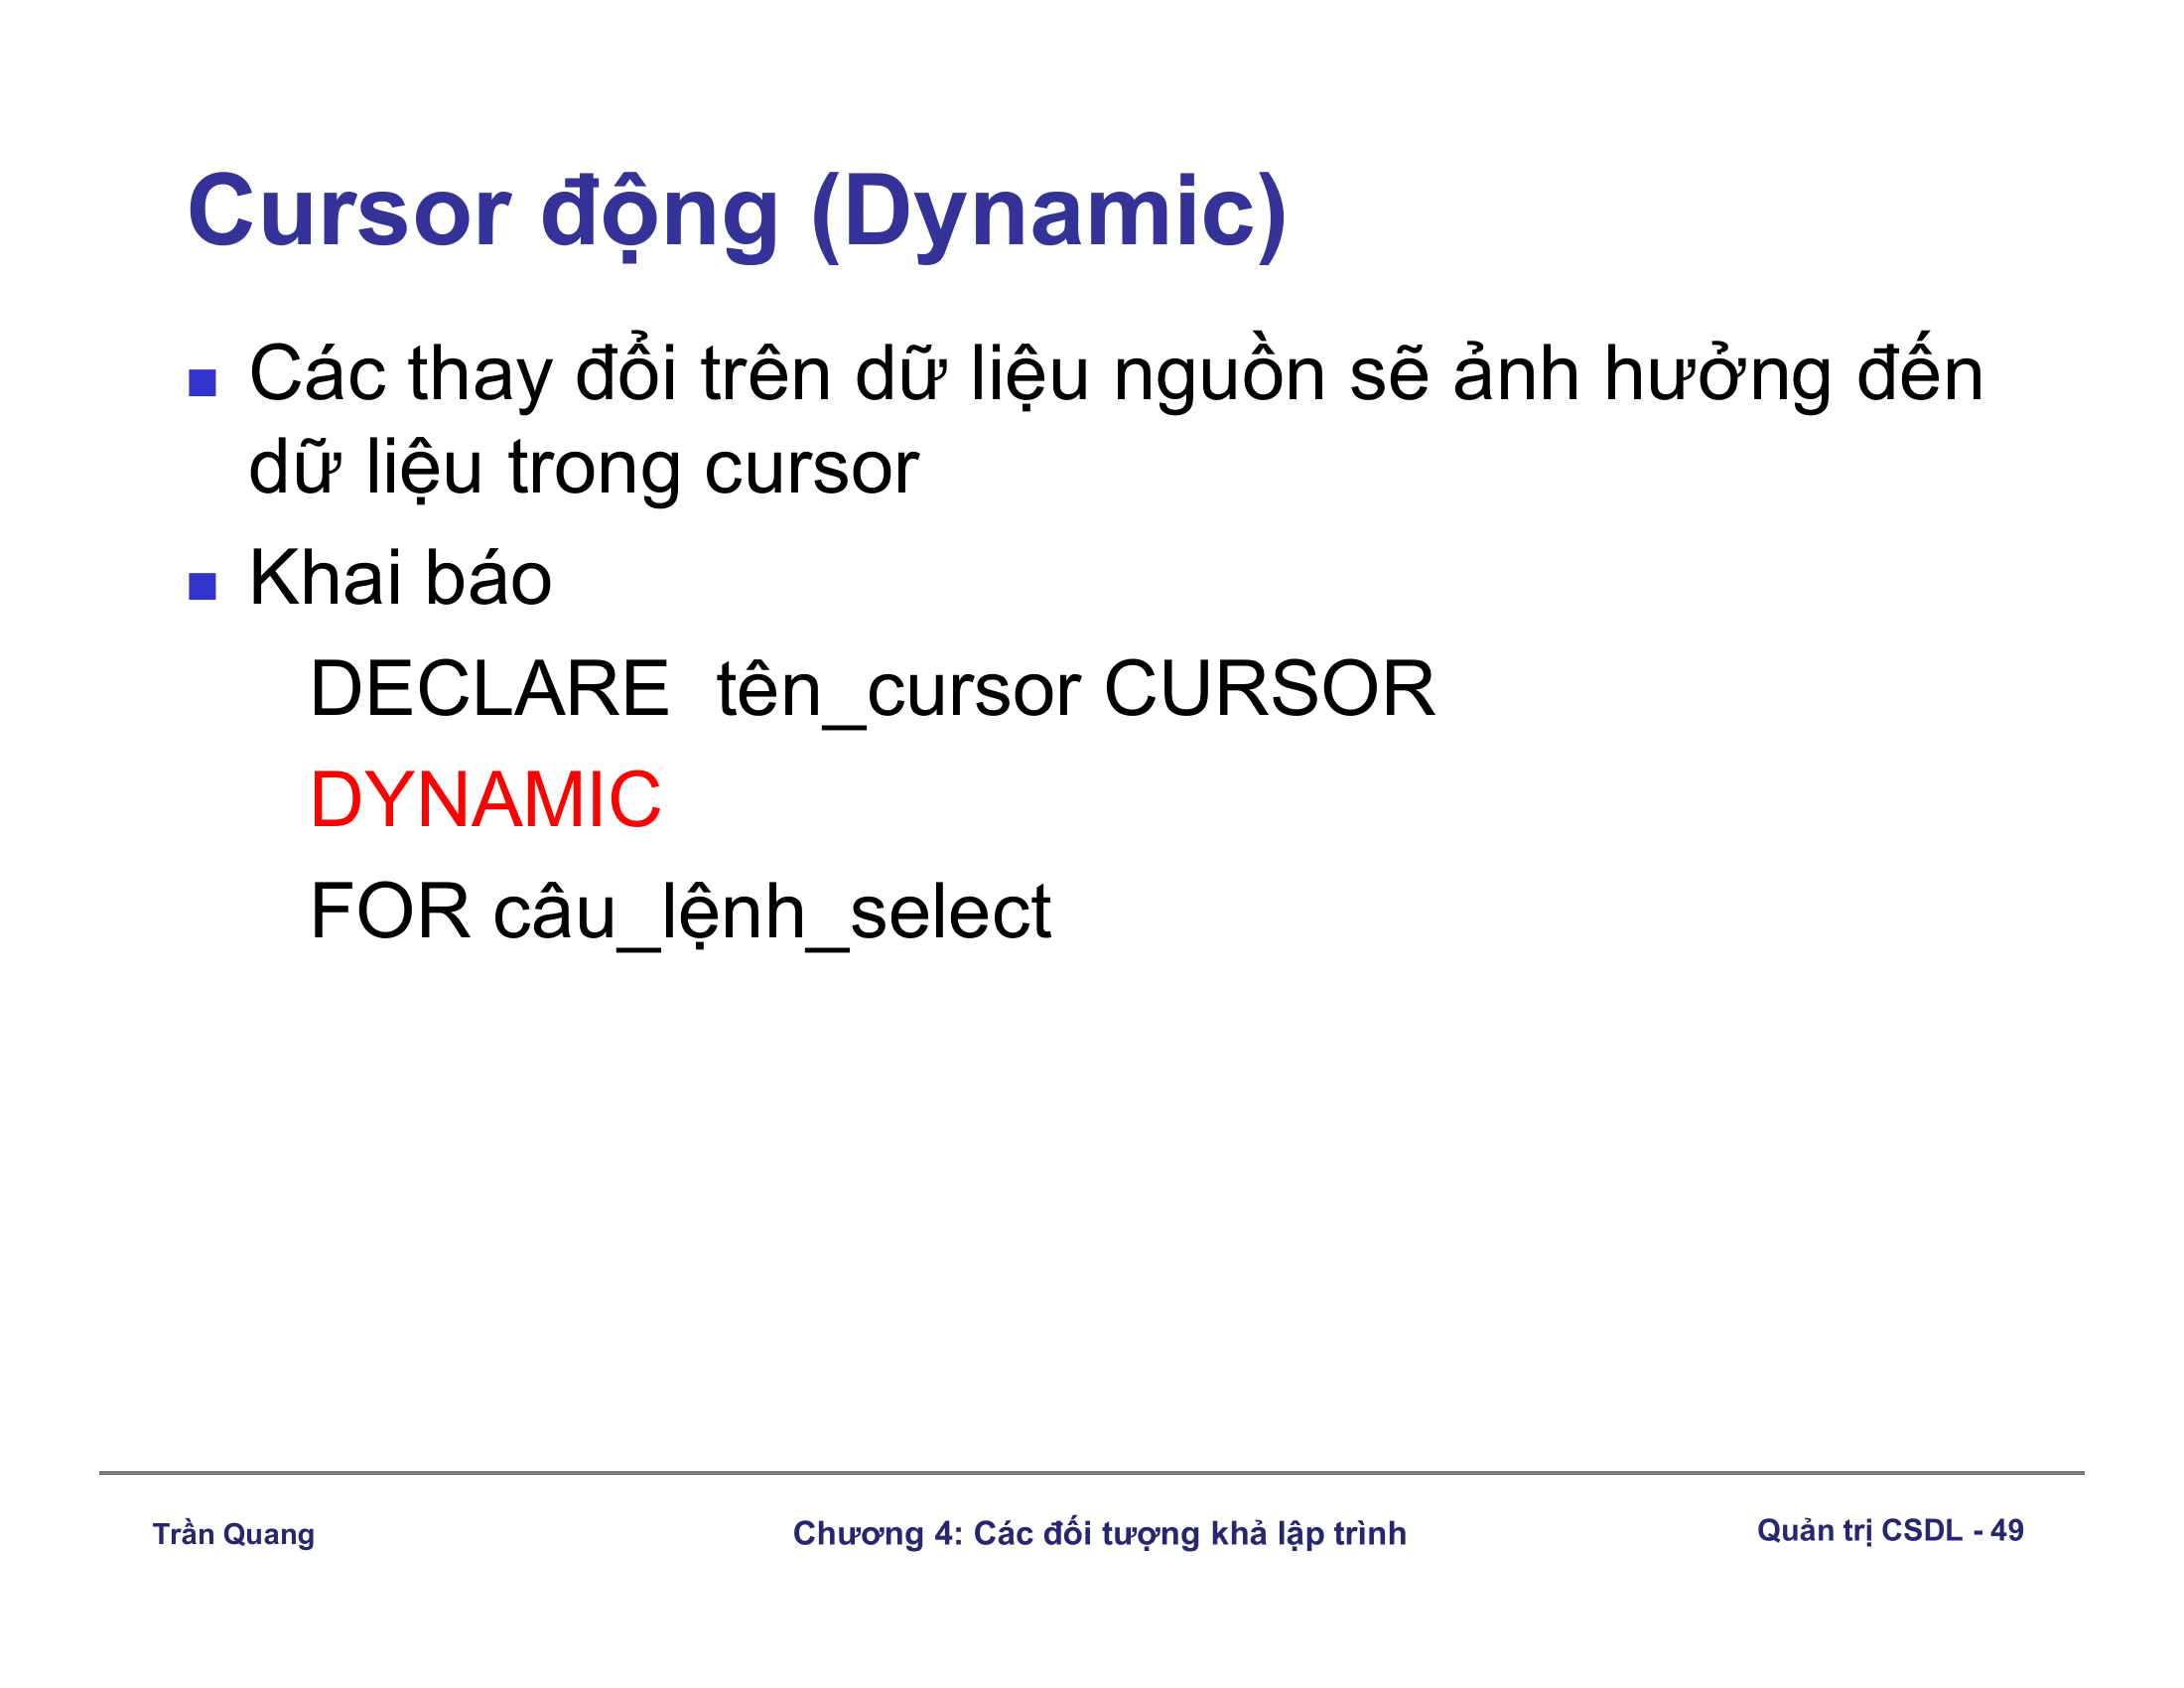 Cursor động (Dynamic)
Các thay đổi trên dữ liệu nguồn sẽ ảnh hưởng đến
dữ liệu trong cursor
Khai báo
DECLARE  tên_cursor CURSOR
DYNAMIC
FOR câu_lệnh_select
Trần Quang
Chương 4: Các đối tượng khả lập trình
Quản trị CSDL - 49